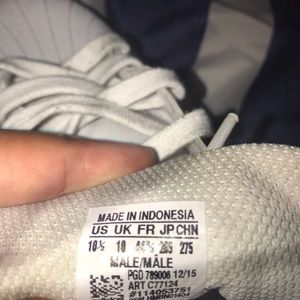 MADE IN INDONESIA
US UK FR JP CHN
10½ 10 44⅔ 285 275
MALE/MÂLE
PGD 789006 12/15
ART C77124
#114053751